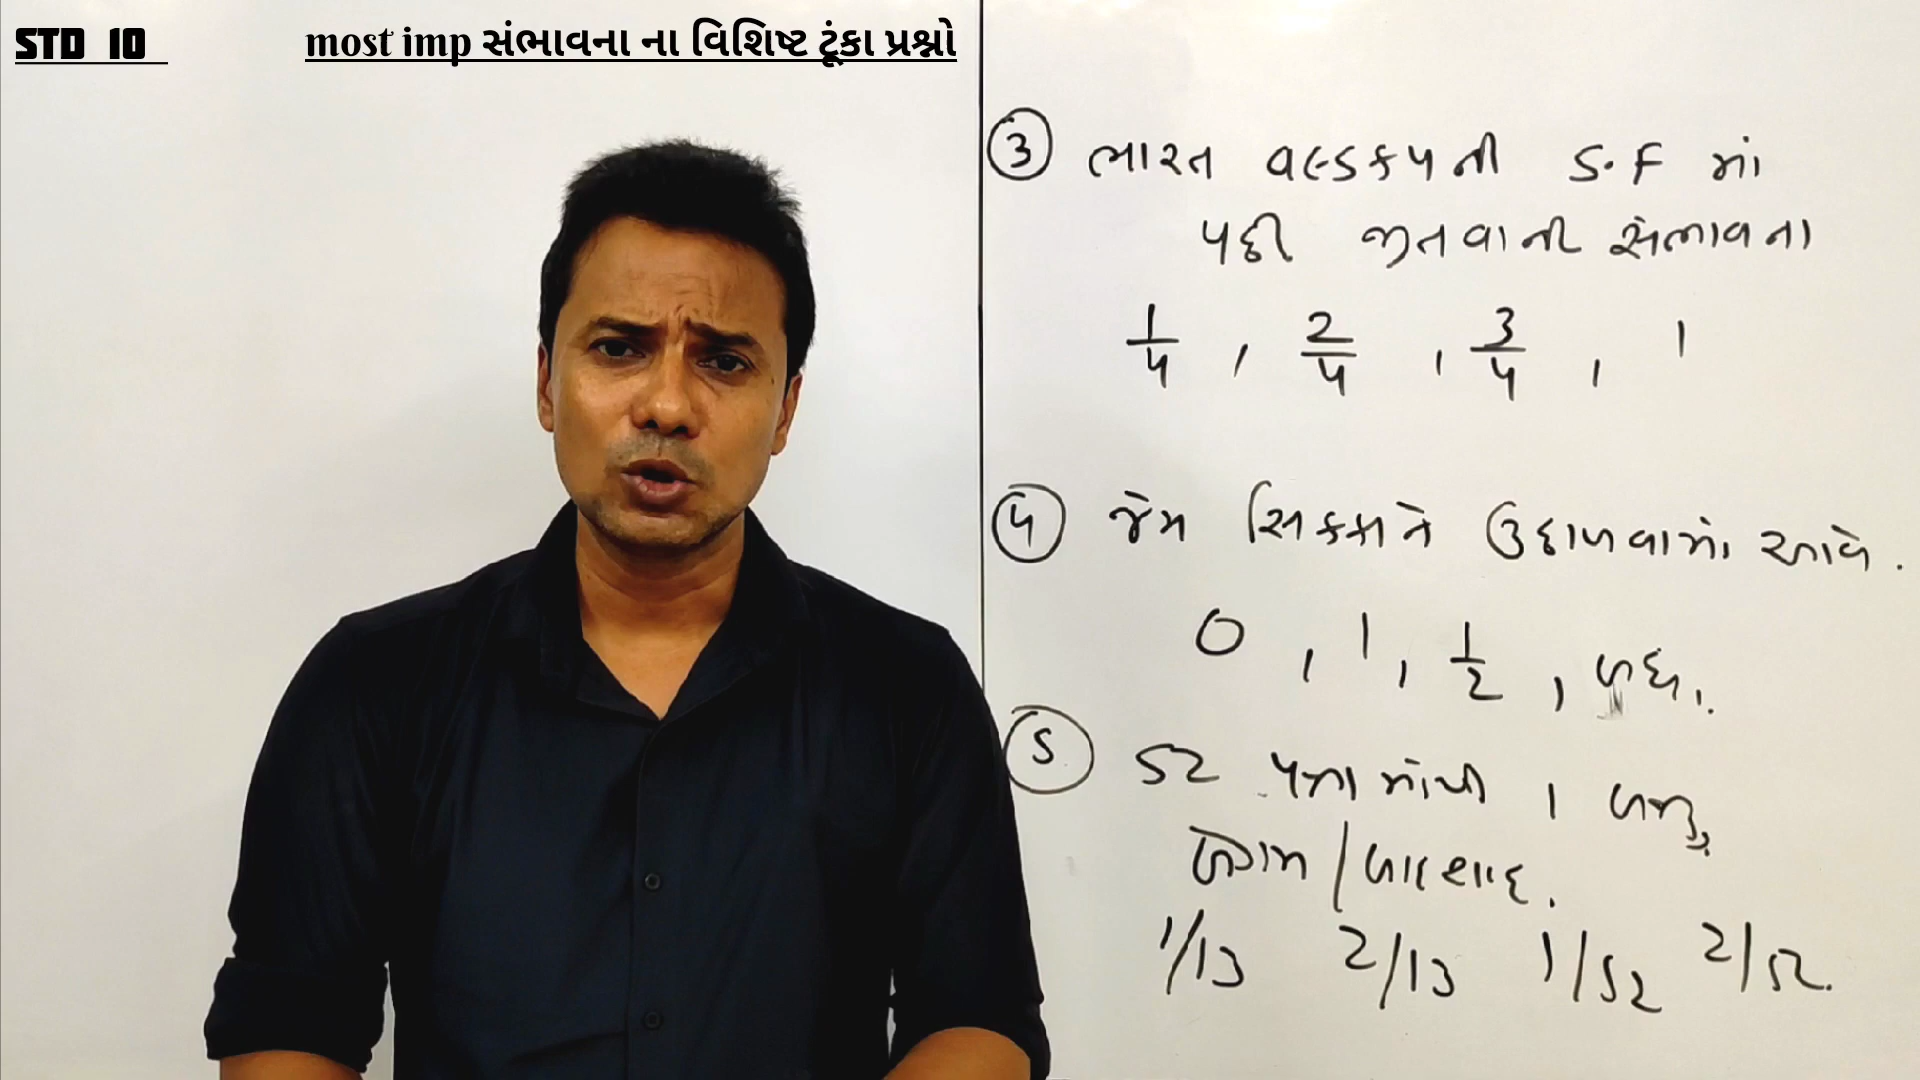 STD 10
most imp સંભાવના ના વિશિષ્ટ ટૂંકા પ્રશ્નો
3 ભારત વલ્ડકપની S.F માં
પછી જીતવાની સંભાવના
1/4 , 2/4 , 3/4 , 1
4 જેમ સિક્કાને ઉછાળવામાં આવે.
0 , 1 , 1/2 ,
5 52 પતામાંથી 1
/બાદશાહ.
1/13 2/13 1/52 2/52.